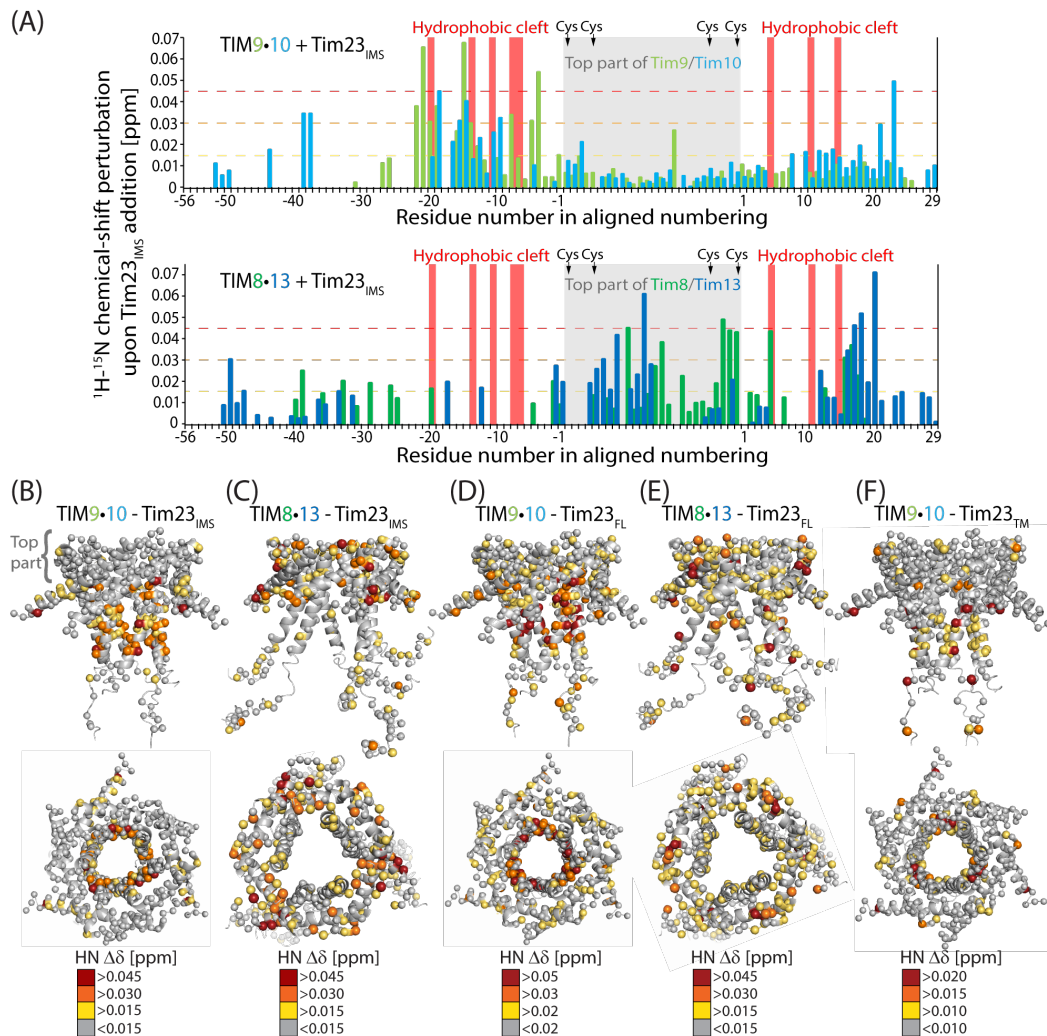 (A)
¹H-¹⁵N chemical-shift perturbation
upon Tim23IMS addition [ppm]
Cys Cys Cys Cys
Hydrophobic cleft Hydrophobic cleft
TIM9•10 + Tim23IMS
Top part of Tim9/Tim10
0.07
0.06
0.05
0.04
0.03
0.02
0.01
0
-56 -50 -40 -30 -20 -10 -1 1 10 20 29
Residue number in aligned numbering
Cys Cys Cys Cys
Hydrophobic cleft Hydrophobic cleft
TIM8•13 + Tim23IMS
Top part of Tim8/Tim13
0.07
0.06
0.05
0.04
0.03
0.02
0.01
0
-56 -50 -40 -30 -20 -10 -1 1 10 20 29
Residue number in aligned numbering
(B) (C) (D) (E) (F)
TIM9•10 - Tim23IMS
TIM8•13 - Tim23IMS
TIM9•10 - Tim23FL
TIM8•13 - Tim23FL
TIM9•10 - Tim23TM
Top
part
HN Δδ [ppm]
>0.045
>0.030
>0.015
<0.015
HN Δδ [ppm]
>0.045
>0.030
>0.015
<0.015
HN Δδ [ppm]
>0.05
>0.03
>0.02
<0.02
HN Δδ [ppm]
>0.045
>0.030
>0.015
<0.015
HN Δδ [ppm]
>0.020
>0.015
>0.010
<0.010